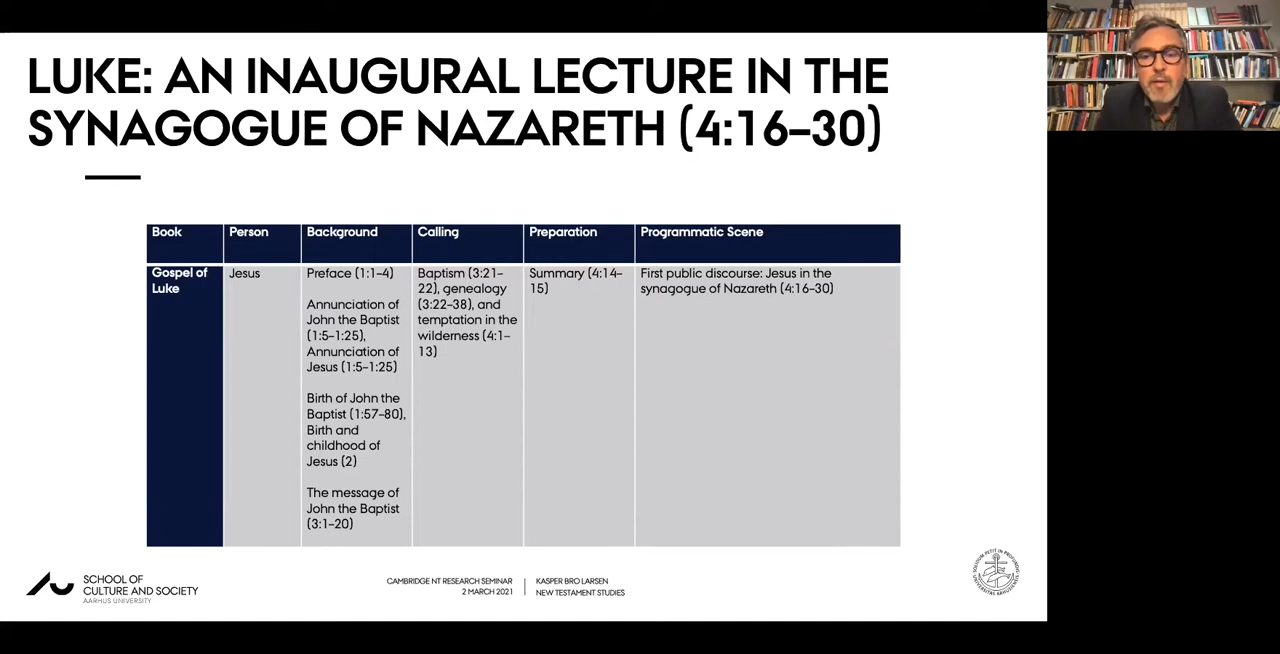 LUKE: AN INAUGURAL LECTURE IN THE
SYNAGOGUE OF NAZARETH (4:16–30)
Book
Person
Background
Calling
Preparation
Programmatic Scene
Gospel of
Luke
Jesus
Preface (1:1–4)
Annunciation of
John the Baptist
(1:5–1:25),
Annunciation of
Jesus (1:5–1:25)
Birth of John the
Baptist (1:57–80),
Birth and
childhood of
Jesus (2)
The message of
John the Baptist
(3:1–20)
Baptism (3:21–
22), genealogy
(3:22–38), and
temptation in the
wilderness (4:1–
13)
Summary (4:14–
15)
First public discourse: Jesus in the
synagogue of Nazareth (4:16–30)
SCHOOL OF
CULTURE AND SOCIETY
AARHUS UNIVERSITY
CAMBRIDGE NT RESEARCH SEMINAR
2 MARCH 2021
KASPER BRO LARSEN
NEW TESTAMENT STUDIES